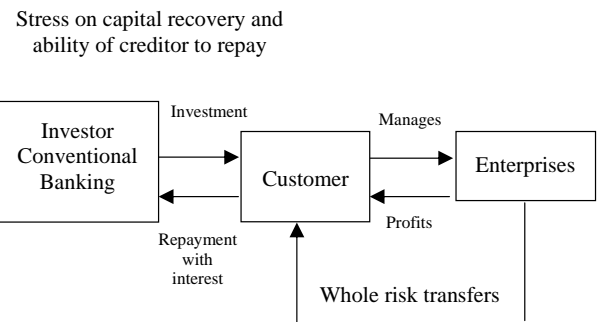 Stress on capital recovery and
ability of creditor to repay
Investment
Manages
Investor
Conventional
Banking
Customer
Enterprises
Profits
Repayment
with
interest
Whole risk transfers